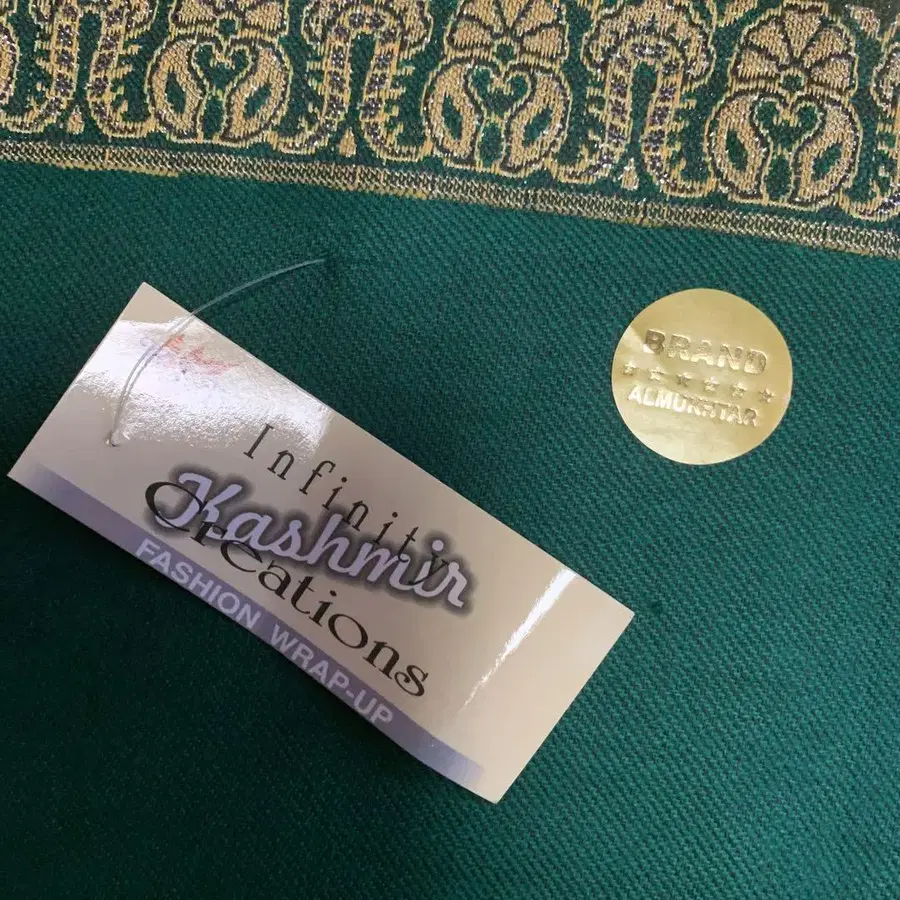 Infinity
Kashmir
Creations
FASHION WRAP-UP
BRAND
ALMUKHTAR